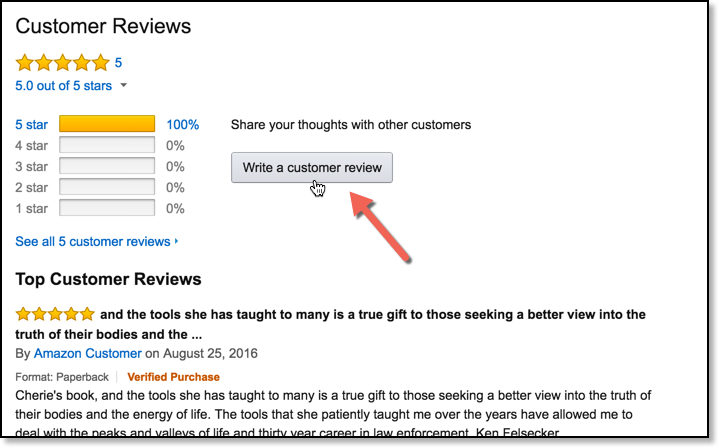 Customer Reviews
5
5.0 out of 5 stars
5 star 100%
4 star 0%
3 star 0%
2 star 0%
1 star 0%
Share your thoughts with other customers
Write a customer review
See all 5 customer reviews
Top Customer Reviews
and the tools she has taught to many is a true gift to those seeking a better view into the
truth of their bodies and the ...
By Amazon Customer on August 25, 2016
Format: Paperback Verified Purchase
Cherie's book, and the tools she has taught to many is a true gift to those seeking a better view into the truth of
their bodies and the energy of life. The tools that she patiently taught me over the years have allowed me to
deal with the peaks and valleys of life and thirty year career in law enforcement. Ken Felsecker